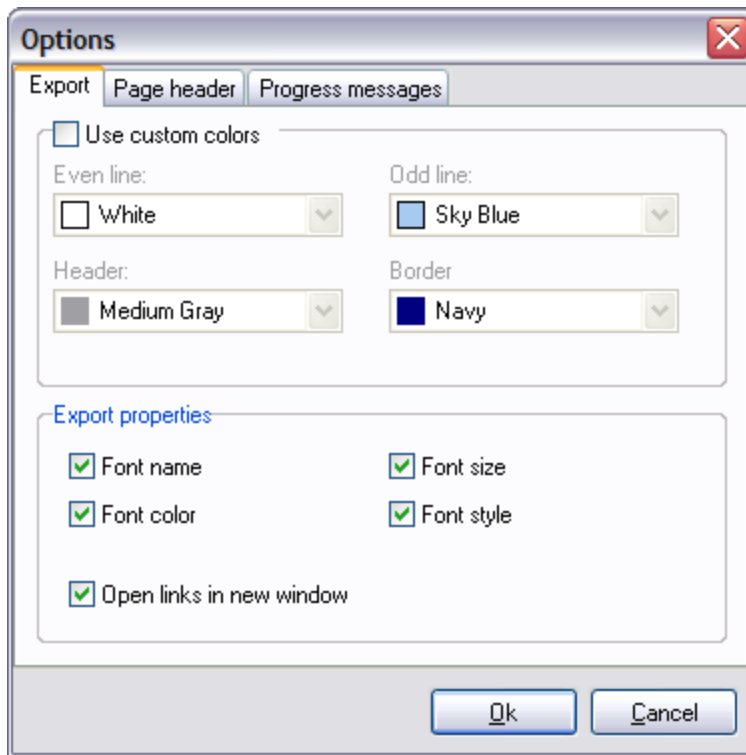 Options
Export Page header Progress messages
Use custom colors
Even line: Odd line:
White Sky Blue
Header: Border
Medium Gray Navy
Export properties
Font name Font size
Font color Font style
Open links in new window
Ok Cancel